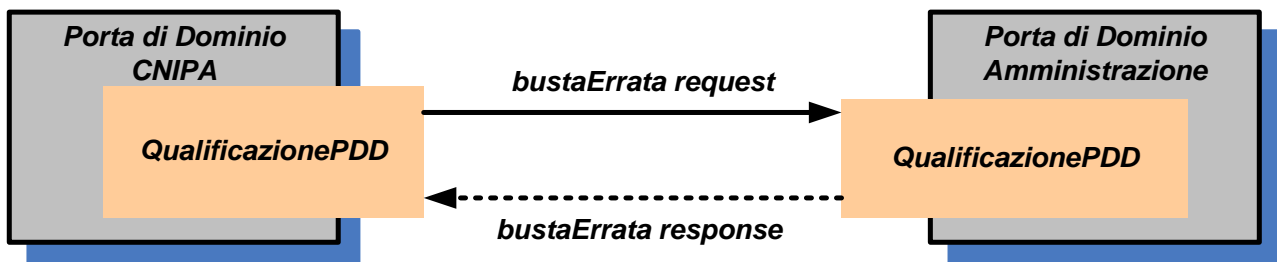 Porta di Dominio
CNIPA
QualificazionePDD
bustaErrata request
bustaErrata response
Porta di Dominio
Amministrazione
QualificazionePDD